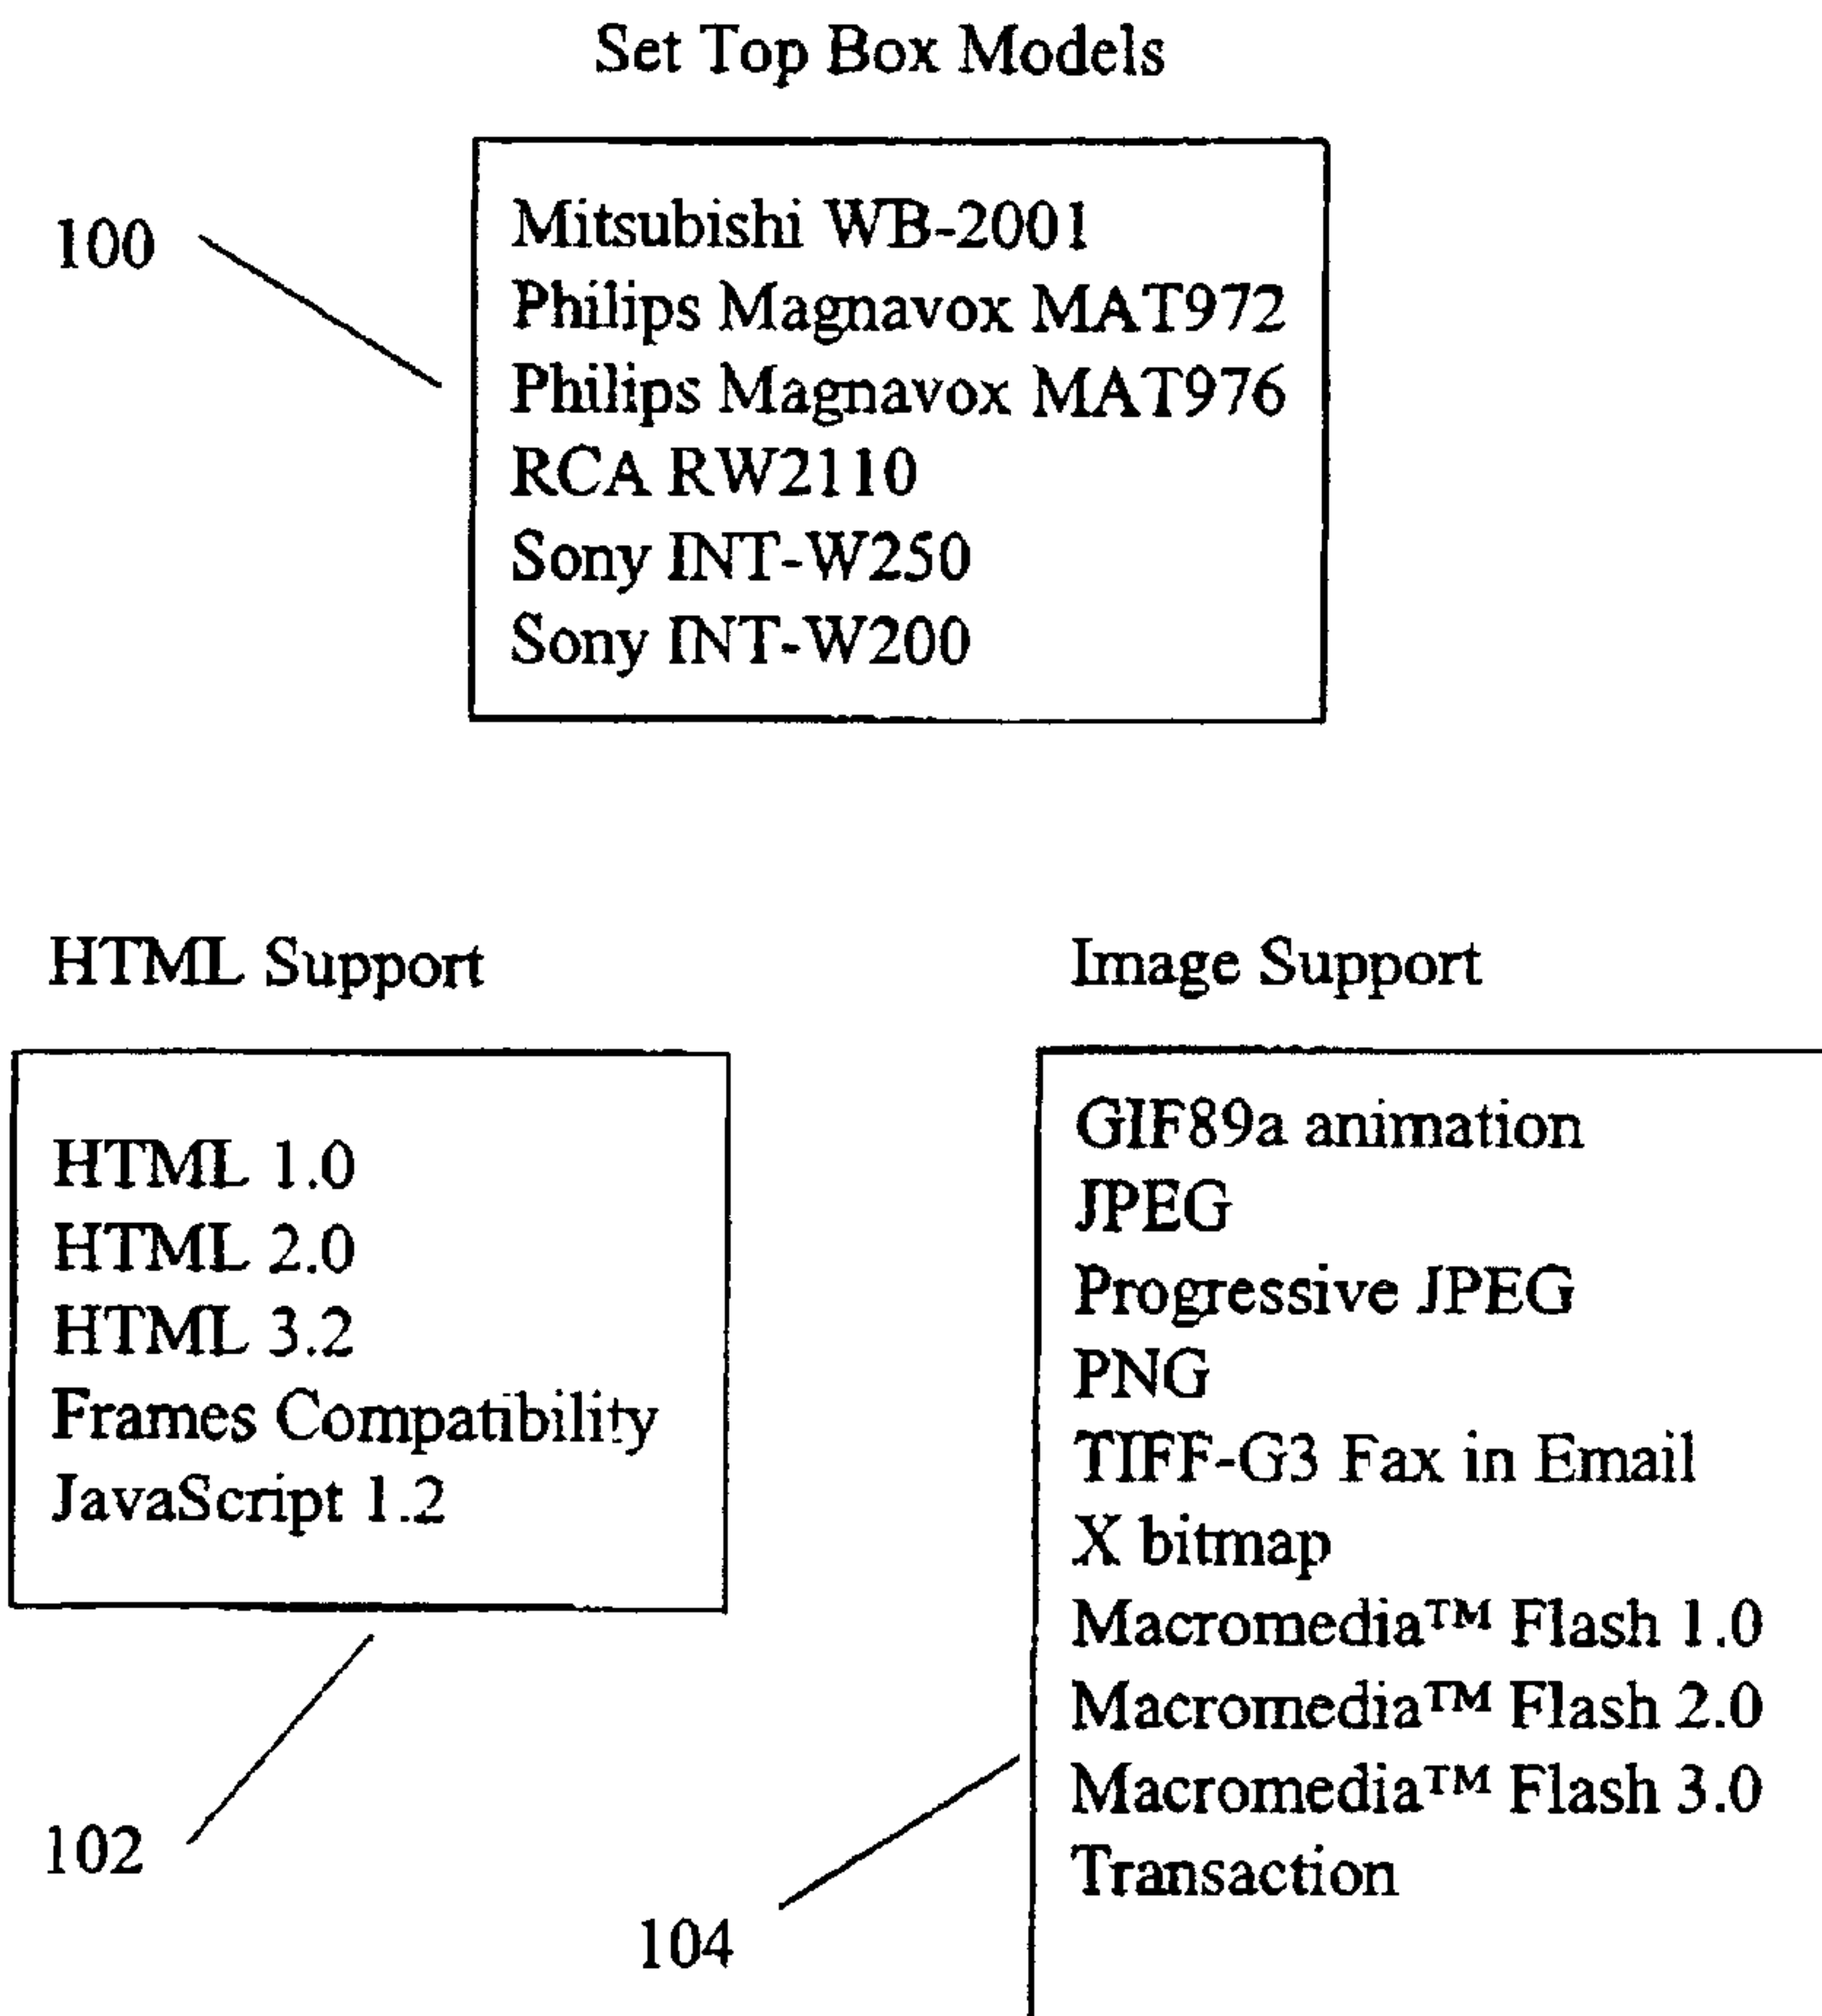 Set Top Box Models
100
Mitsubishi WB-2001
Philips Magnavox MAT972
Philips Magnavox MAT976
RCA RW2110
Sony INT-W250
Sony INT-W200
HTML Support
HTML 1.0
HTML 2.0
HTML 3.2
Frames Compatibility
JavaScript 1.2
102
Image Support
GIF89a animation
JPEG
Progressive JPEG
PNG
TIFF-G3 Fax in Email
X bitmap
Macromedia™ Flash 1.0
Macromedia™ Flash 2.0
Macromedia™ Flash 3.0
Transaction
104